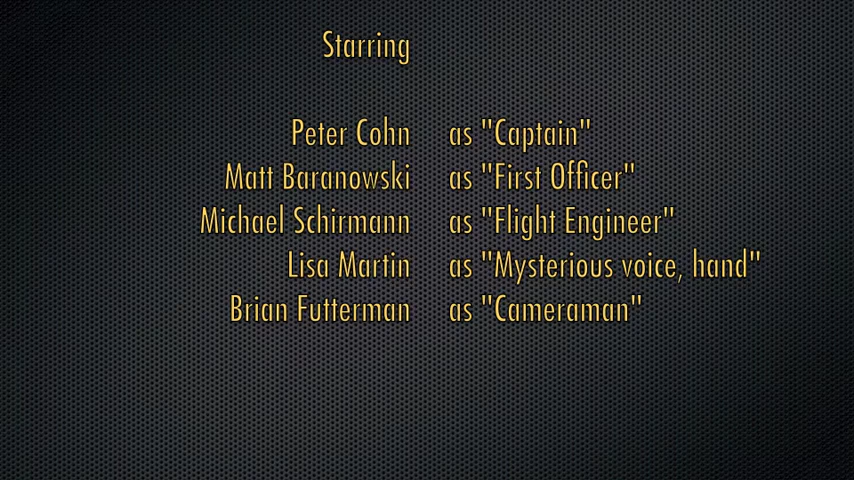 Starring
Peter Cohn as "Captain"
Matt Baranowski as "First Officer"
Michael Schirmann as "Flight Engineer"
Lisa Martin as "Mysterious voice, hand"
Brian Futterman as "Cameraman"